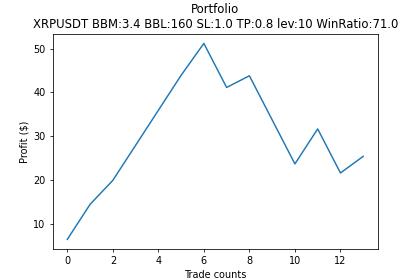 Portfolio
XRPUSDT BBM:3.4 BBL:160 SL:1.0 TP:0.8 lev:10 WinRatio:71.0
50
40
30
20
10
Profit ($)
0 2 4 6 8 10 12
Trade counts